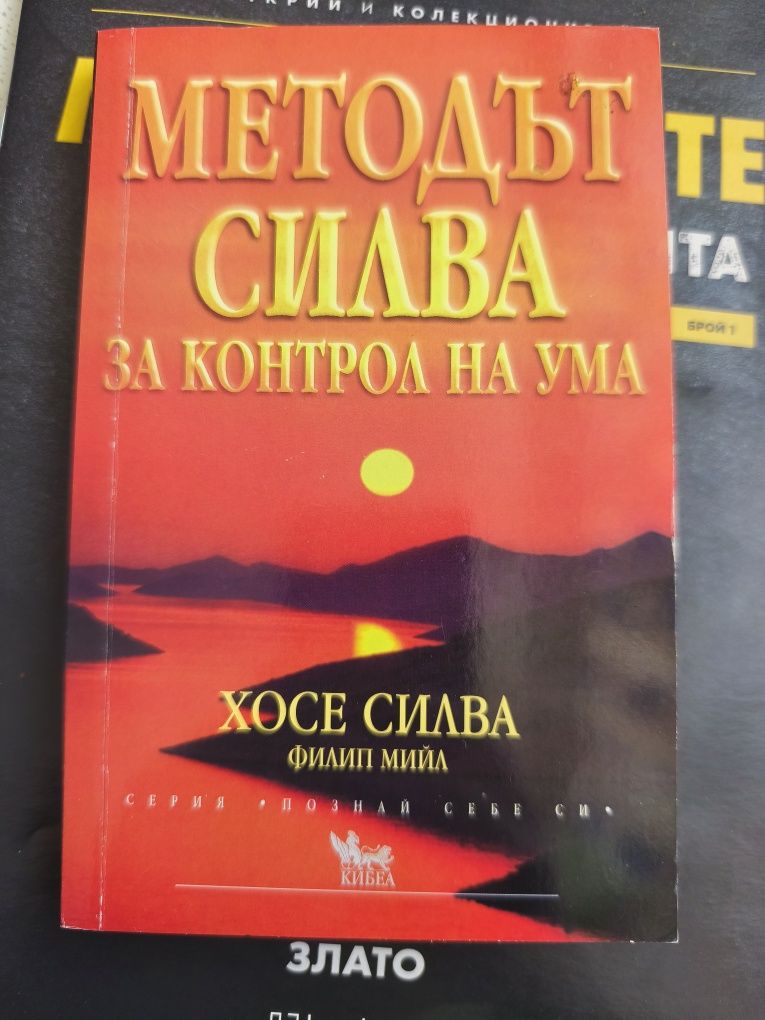 И КОЛЕКЦИОНИ
ТЕ
ТА
БРОЙ 1
МЕТОДЪТ
СИЛВА
ЗА КОНТРОЛ НА УМА
ХОСЕ СИЛВА
ФИЛИП МИЙЛ
СЕРИЯ • ПОЗНАЙ СЕБЕ СИ •
КИБЕА
ЗЛАТО